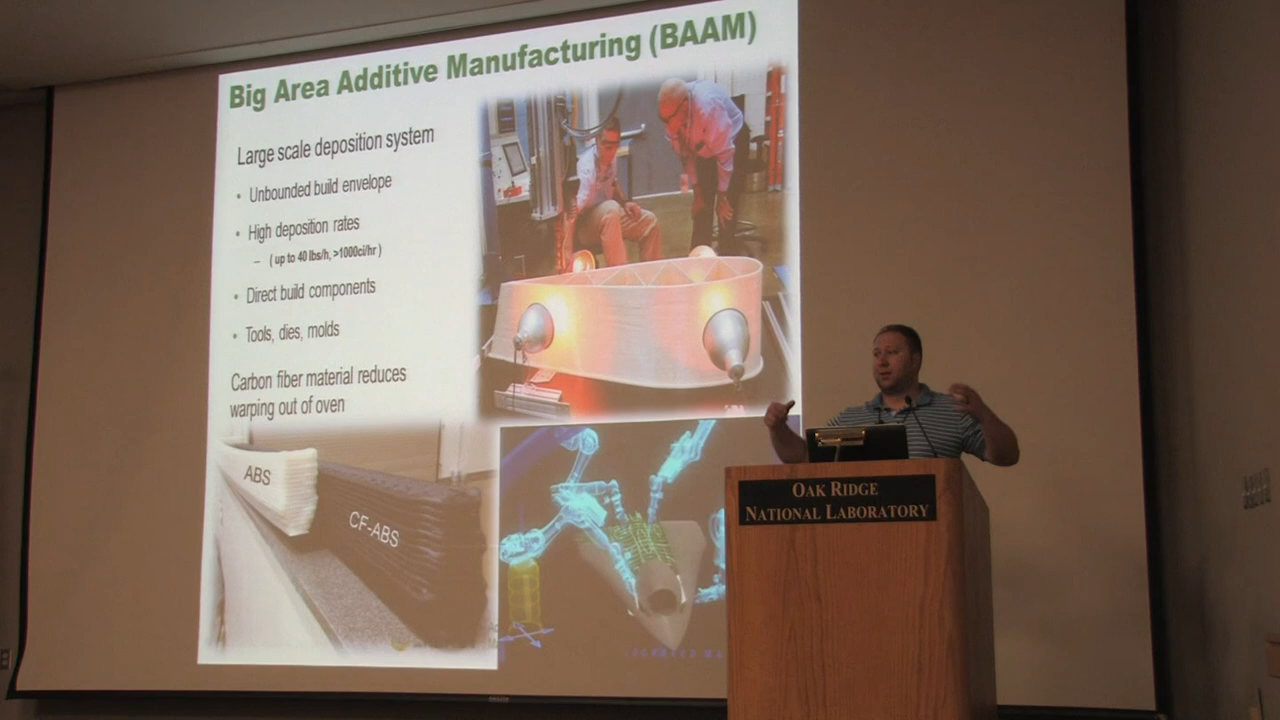 Big Area Additive Manufacturing (BAAM)
Large scale deposition system
• Unbounded build envelope
• High deposition rates
– ( up to 40 lbs/h, >1000ci/hr )
• Direct build components
• Tools, dies, molds
Carbon fiber material reduces
warping out of oven
ABS
CF-ABS
OAK RIDGE
NATIONAL LABORATORY